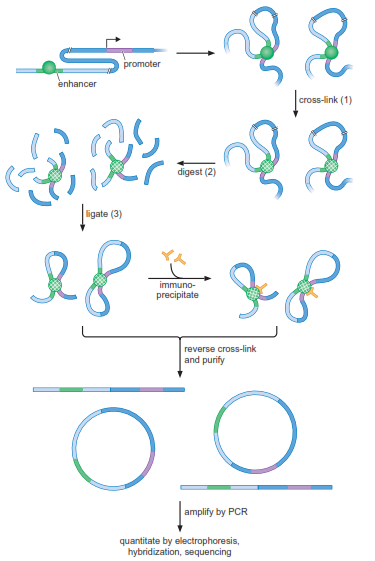 promoter
enhancer
cross-link (1)
digest (2)
ligate (3)
immuno-
precipitate
reverse cross-link
and purify
amplify by PCR
quantitate by electrophoresis,
hybridization, sequencing